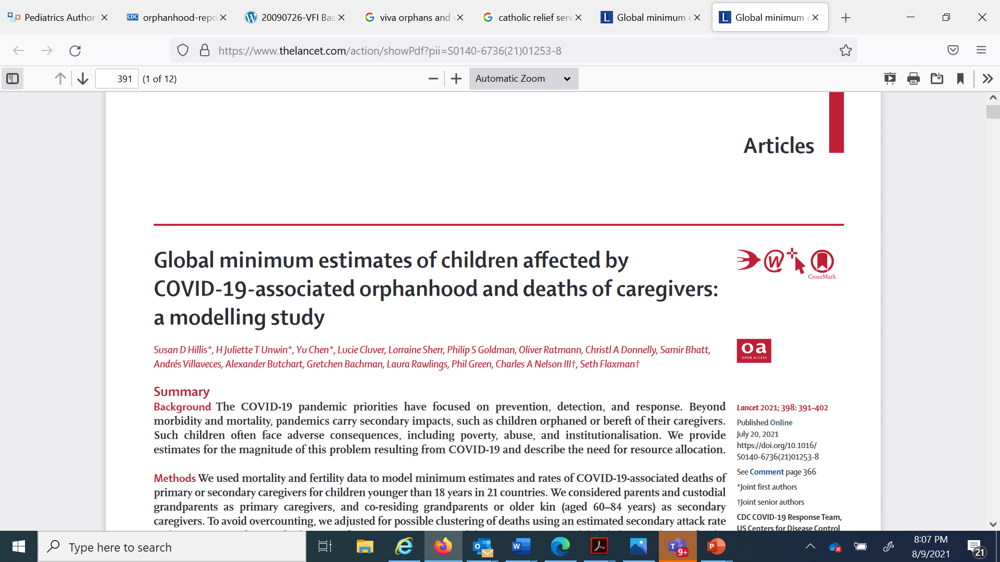 Pediatrics Author
CDC orphanhood-repo
20090726-VFI Bas
viva orphans and
catholic relief serv
Global minimum e
Global minimum e
https://www.thelancet.com/action/showPdf?pii=S0140-6736(21)01253-8
391 (1 of 12)
Automatic Zoom
Articles
Global minimum estimates of children affected by
COVID-19-associated orphanhood and deaths of caregivers:
a modelling study
CrossMark
Susan D Hillis*, H Juliette T Unwin*, Yu Chen*, Lucie Cluver, Lorraine Sherr, Philip S Goldman, Oliver Ratmann, Christl A Donnelly, Samir Bhatt,
Andrés Villaveces, Alexander Butchart, Gretchen Bachman, Laura Rawlings, Phil Green, Charles A Nelson III†, Seth Flaxman†
oa
OPEN ACCESS
Summary
Background The COVID-19 pandemic priorities have focused on prevention, detection, and response. Beyond
morbidity and mortality, pandemics carry secondary impacts, such as children orphaned or bereft of their caregivers.
Such children often face adverse consequences, including poverty, abuse, and institutionalisation. We provide
estimates for the magnitude of this problem resulting from COVID-19 and describe the need for resource allocation.
Methods We used mortality and fertility data to model minimum estimates and rates of COVID-19-associated deaths of
primary or secondary caregivers for children younger than 18 years in 21 countries. We considered parents and custodial
grandparents as primary caregivers, and co-residing grandparents or older kin (aged 60–84 years) as secondary
caregivers. To avoid overcounting, we adjusted for possible clustering of deaths using an estimated secondary attack rate
Lancet 2021; 398: 391–402
Published Online
July 20, 2021
https://doi.org/10.1016/
S0140-6736(21)01253-8
See Comment page 366
*Joint first authors
†Joint senior authors
CDC COVID-19 Response Team,
US Centers for Disease Control
Type here to search
9+
8:07 PM
8/9/2021
21